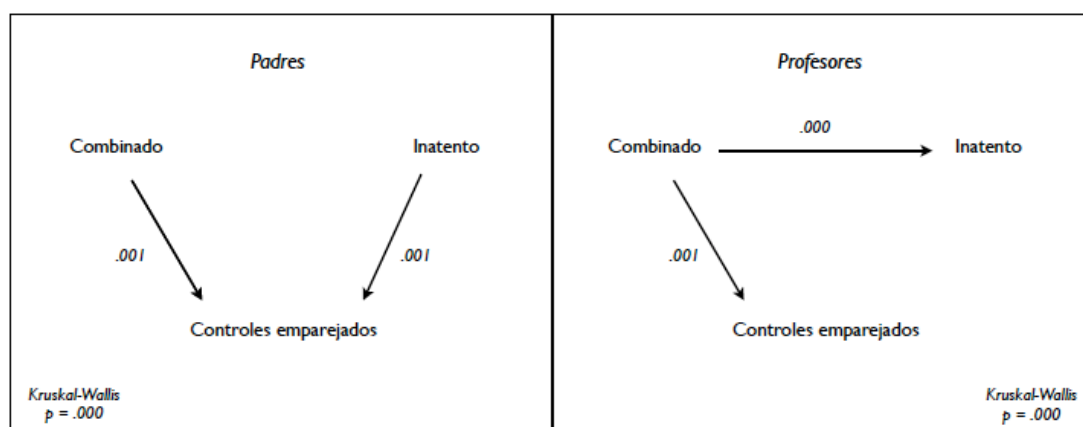 Padres
Combinado
Inatento
.001
.001
Controles emparejados
Kruskal-Wallis
p = .000
Profesores
.000
Combinado
Inatento
.001
Controles emparejados
Kruskal-Wallis
p = .000